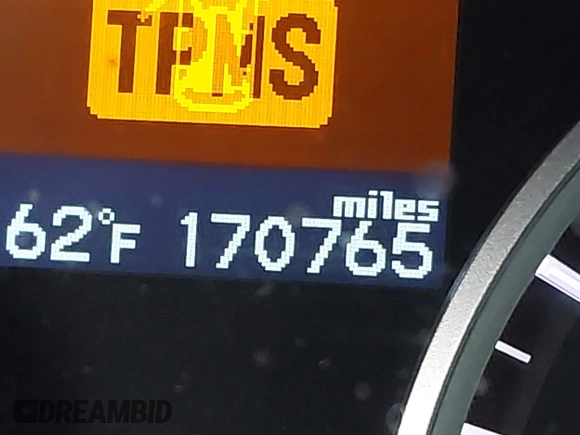 TPMS
miles
62°F 170765
DREAMBID